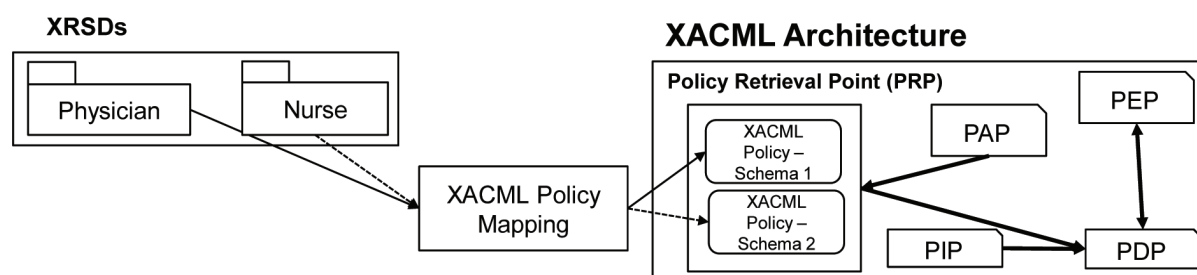 XRSDs
Physician
Nurse
XACML Policy
Mapping
XACML Architecture
Policy Retrieval Point (PRP)
XACML
Policy –
Schema 1
XACML
Policy –
Schema 2
PAP
PEP
PIP
PDP